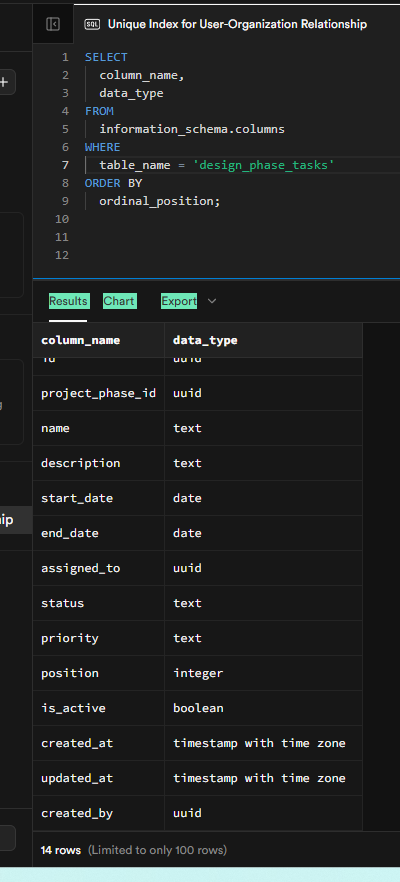 SQL Unique Index for User-Organization Relationship
1 SELECT
2 column_name,
3 data_type
4 FROM
5 information_schema.columns
6 WHERE
7 table_name = 'design_phase_tasks'
8 ORDER BY
9 ordinal_position;
10
11
12
Results Chart Export
column_name data_type
id uuid
project_phase_id uuid
name text
description text
start_date date
end_date date
assigned_to uuid
status text
priority text
position integer
is_active boolean
created_at timestamp with time zone
updated_at timestamp with time zone
created_by uuid
14 rows (Limited to only 100 rows)
+
g
ip